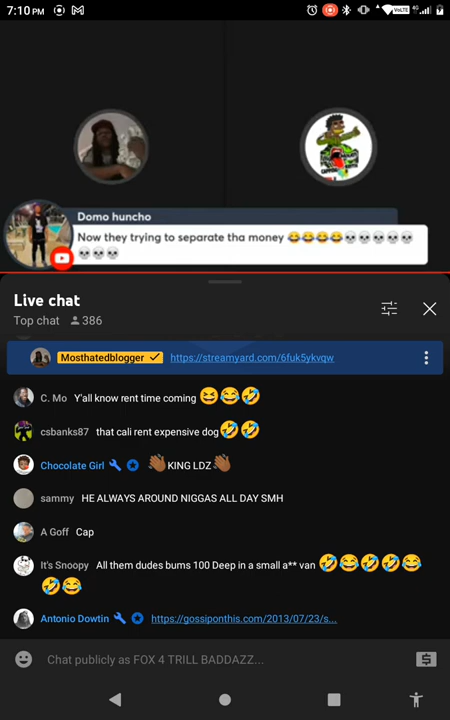 7:10 PM
VoLTE 4G
Domo huncho
Now they trying to separate tha money 😂😂😂😂💀💀💀💀💀
💀💀💀
Live chat
Top chat 386
Mosthatedblogger https://streamyard.com/6fuk5ykvqw
C. Mo Y'all know rent time coming 😆😂🤣
csbanks87 that cali rent expensive dog🤣🤣
Chocolate Girl 👋🏾KING LDZ👋🏾
sammy HE ALWAYS AROUND NIGGAS ALL DAY SMH
A Goff Cap
It's Snoopy All them dudes bums 100 Deep in a small a** van 🤣😂🤣🤣😂
🤣😂
Antonio Dowtin https://gossiponthis.com/2013/07/23/s...
Chat publicly as FOX 4 TRILL BADDAZZ...